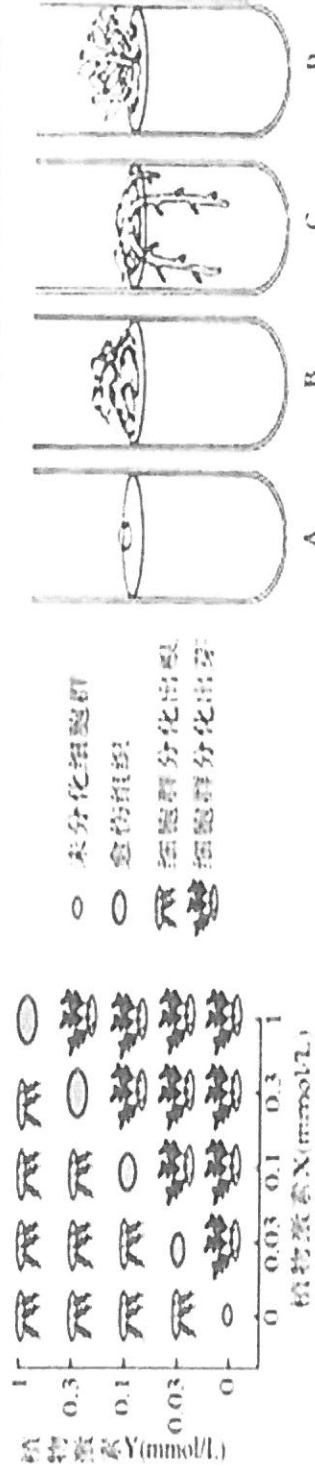 植物激素Y(mmol/L)
1
0.3
0.1
0.03
0
0 0.03 0.1 0.3 1
植物激素X(mmol/L)
未分化细胞群
愈伤组织
细胞群分化出根
细胞群分化出芽
A B C D